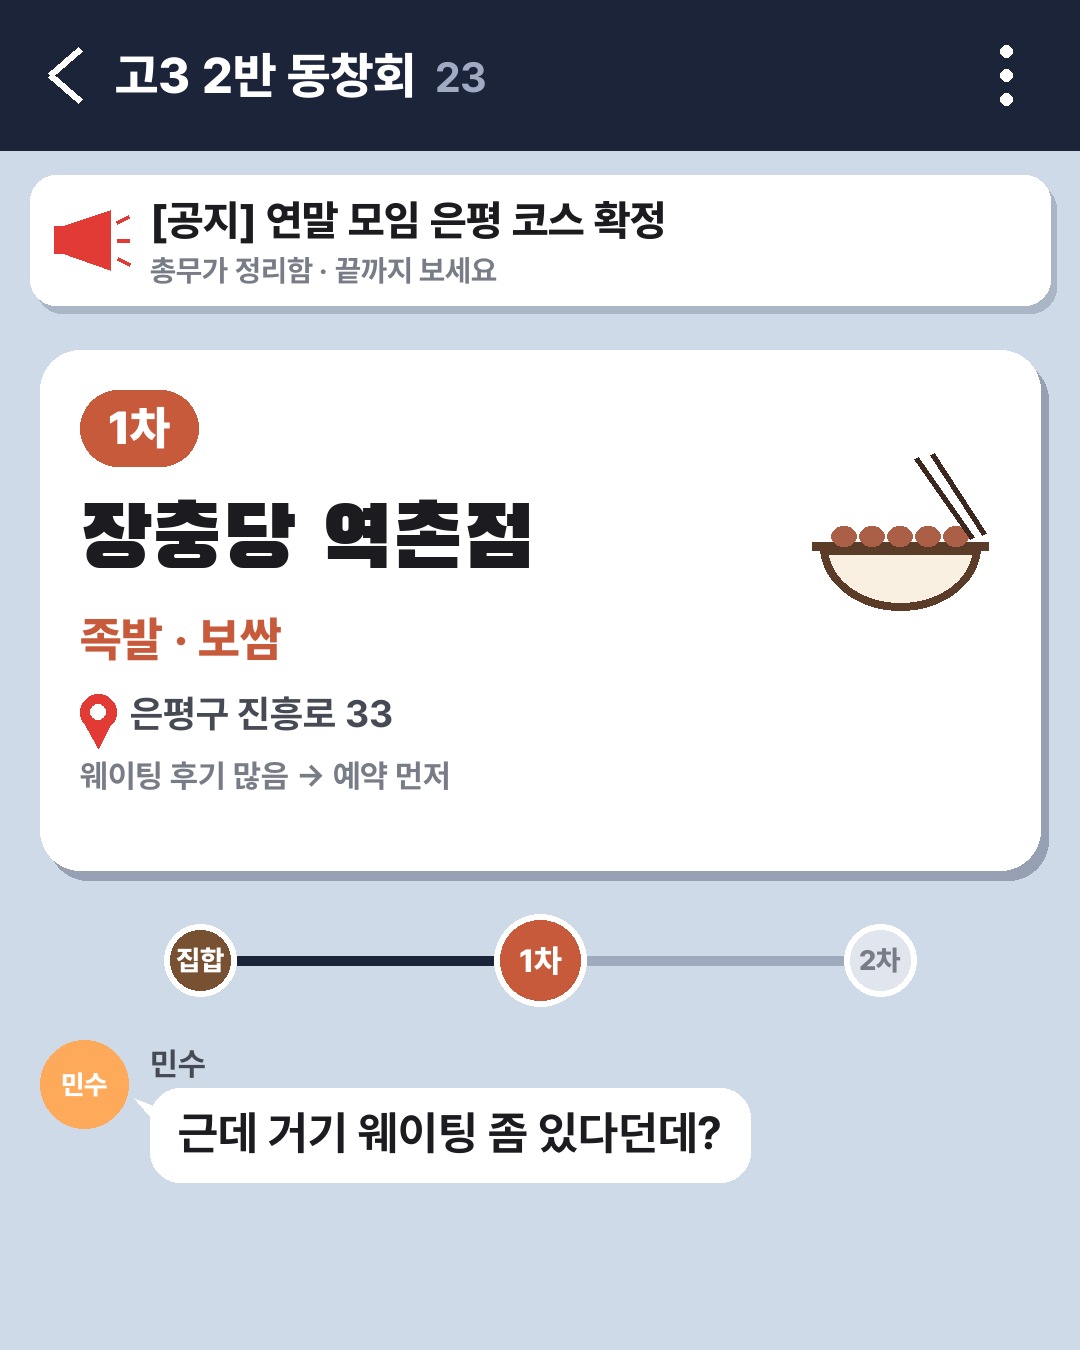 고3 2반 동창회 23
[공지] 연말 모임 은평 코스 확정
총무가 정리함 · 끝까지 보세요
1차
장충당 역촌점
족발 · 보쌈
은평구 진흥로 33
웨이팅 후기 많음 → 예약 먼저
집합 1차 2차
민수
민수
근데 거기 웨이팅 좀 있다던데?